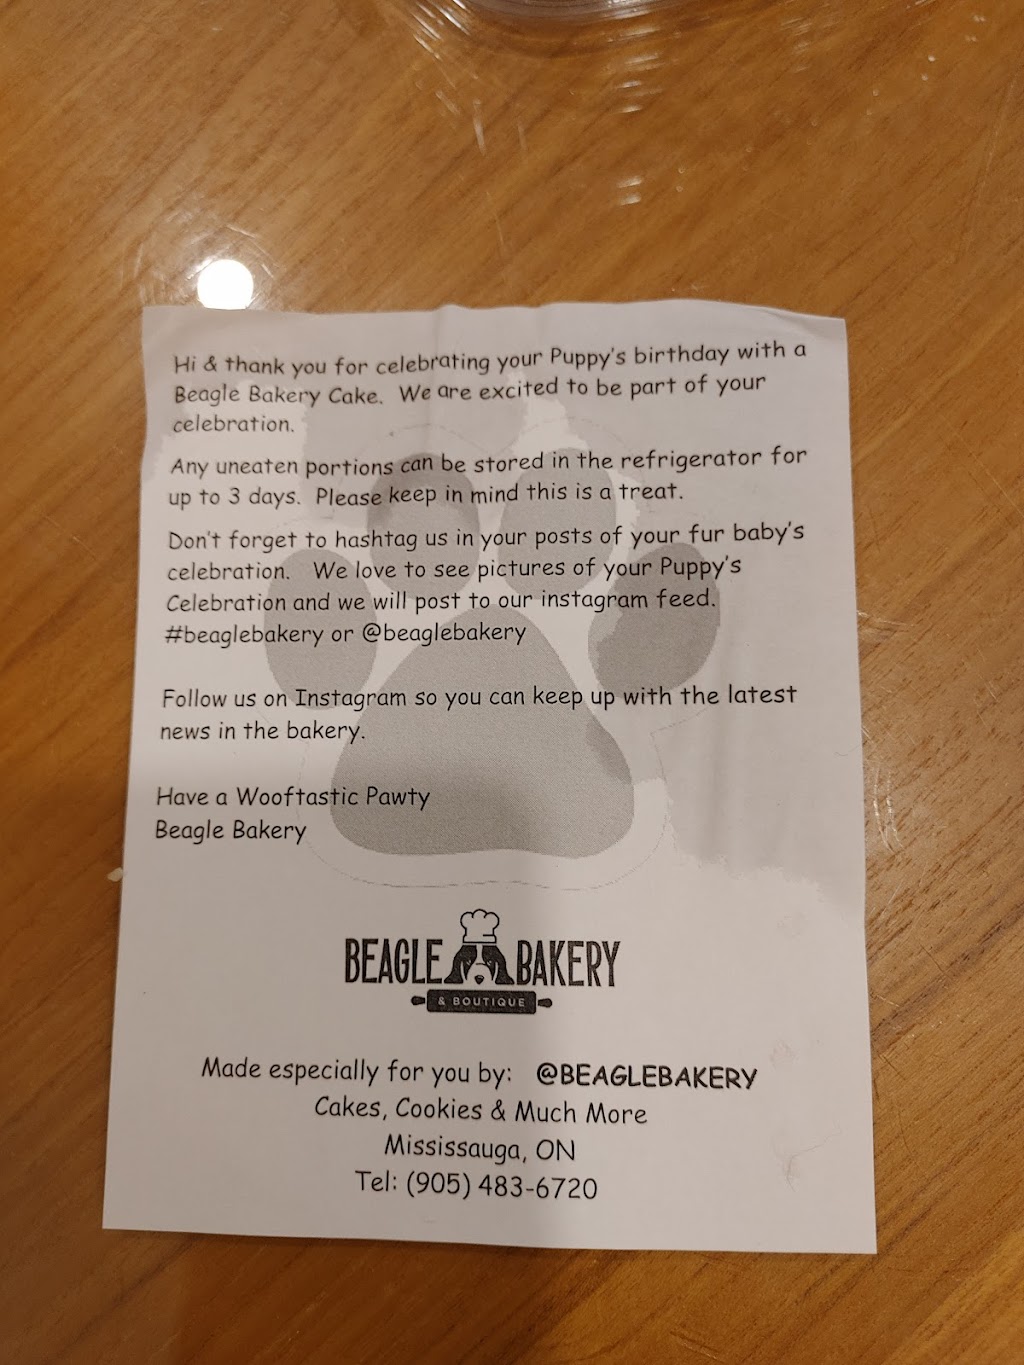 Hi & thank you for celebrating your Puppy's birthday with a
Beagle Bakery Cake. We are excited to be part of your
celebration.
Any uneaten portions can be stored in the refrigerator for
up to 3 days. Please keep in mind this is a treat.
Don't forget to hashtag us in your posts of your fur baby's
celebration. We love to see pictures of your Puppy's
Celebration and we will post to our instagram feed.
#beaglebakery or @beaglebakery
Follow us on Instagram so you can keep up with the latest
news in the bakery.
Have a Wooftastic Pawty
Beagle Bakery
BEAGLE BAKERY
& BOUTIQUE
Made especially for you by: @BEAGLEBAKERY
Cakes, Cookies & Much More
Mississauga, ON
Tel: (905) 483-6720